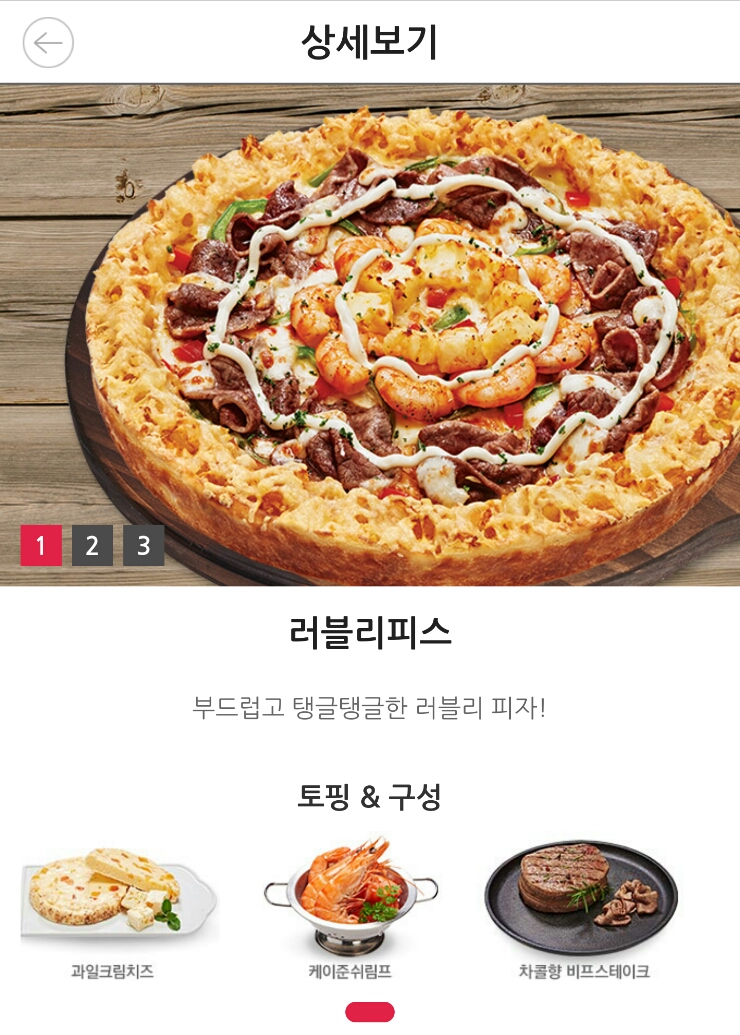 상세보기
1 2 3
러블리피스
부드럽고 탱글탱글한 러블리 피자!
토핑 & 구성
과일크림치즈 케이준쉬림프 차콜향 비프스테이크